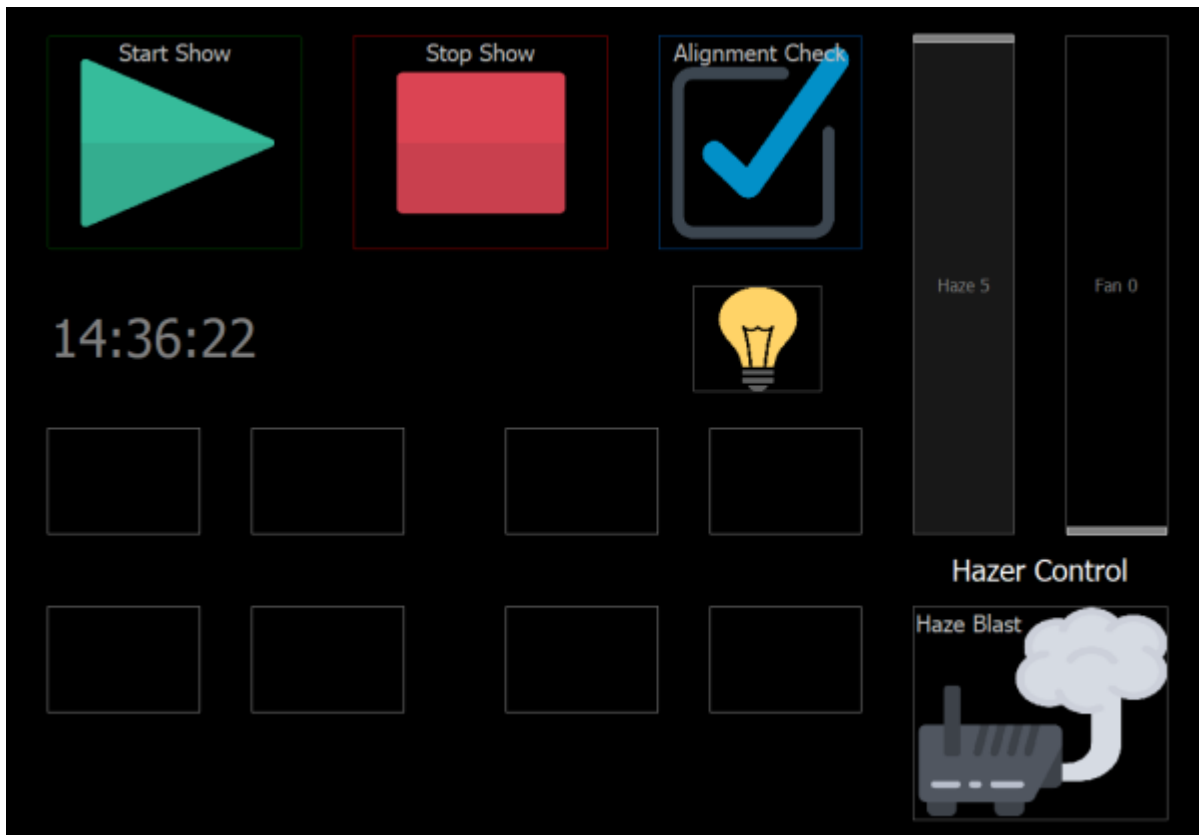 Start Show
Stop Show
Alignment Check
Haze 5
Fan 0
14:36:22
Hazer Control
Haze Blast